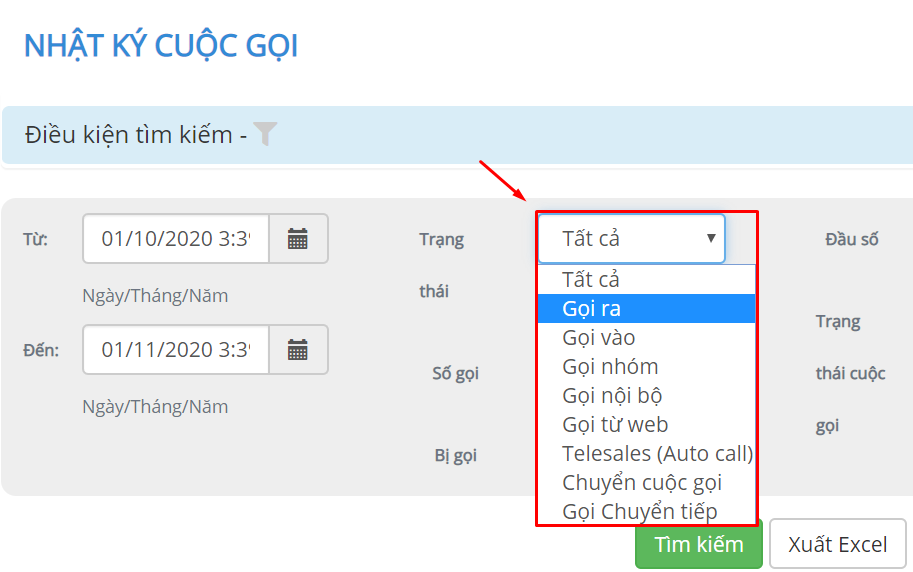 NHẬT KÝ CUỘC GỌI
Điều kiện tìm kiếm -
Từ:
01/10/2020 3:39
Ngày/Tháng/Năm
Đến:
01/11/2020 3:39
Ngày/Tháng/Năm
Trạng
thái
Số gọi
Bị gọi
Tất cả
Tất cả
Gọi ra
Gọi vào
Gọi nhóm
Gọi nội bộ
Gọi từ web
Telesales (Auto call)
Chuyển cuộc gọi
Gọi Chuyển tiếp
Đầu số
Trạng
thái cuộc
gọi
Tìm kiếm
Xuất Excel